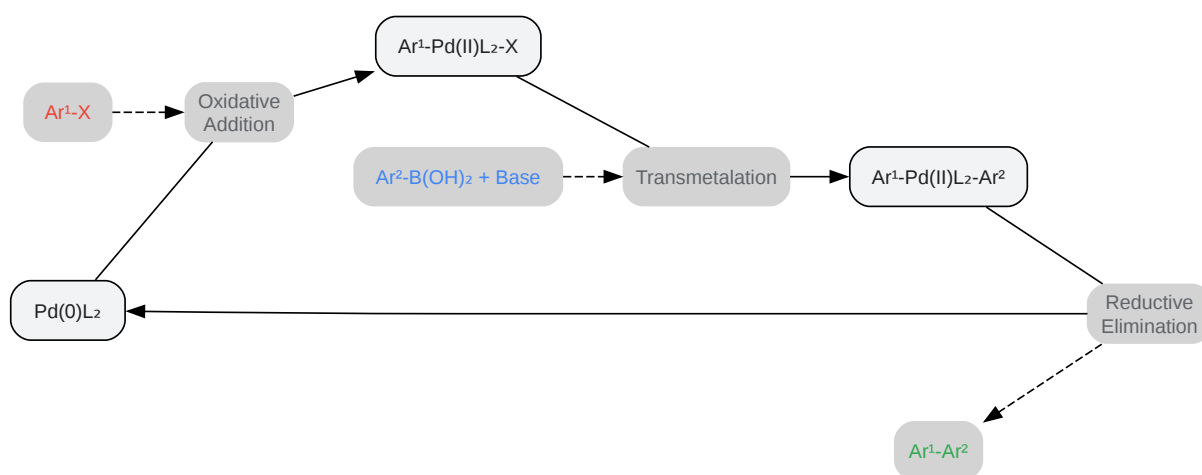 Ar¹-Pd(II)L₂-X
Ar¹-X
Oxidative
Addition
Ar²-B(OH)₂ + Base
Transmetalation
Ar¹-Pd(II)L₂-Ar²
Pd(0)L₂
Reductive
Elimination
Ar¹-Ar²